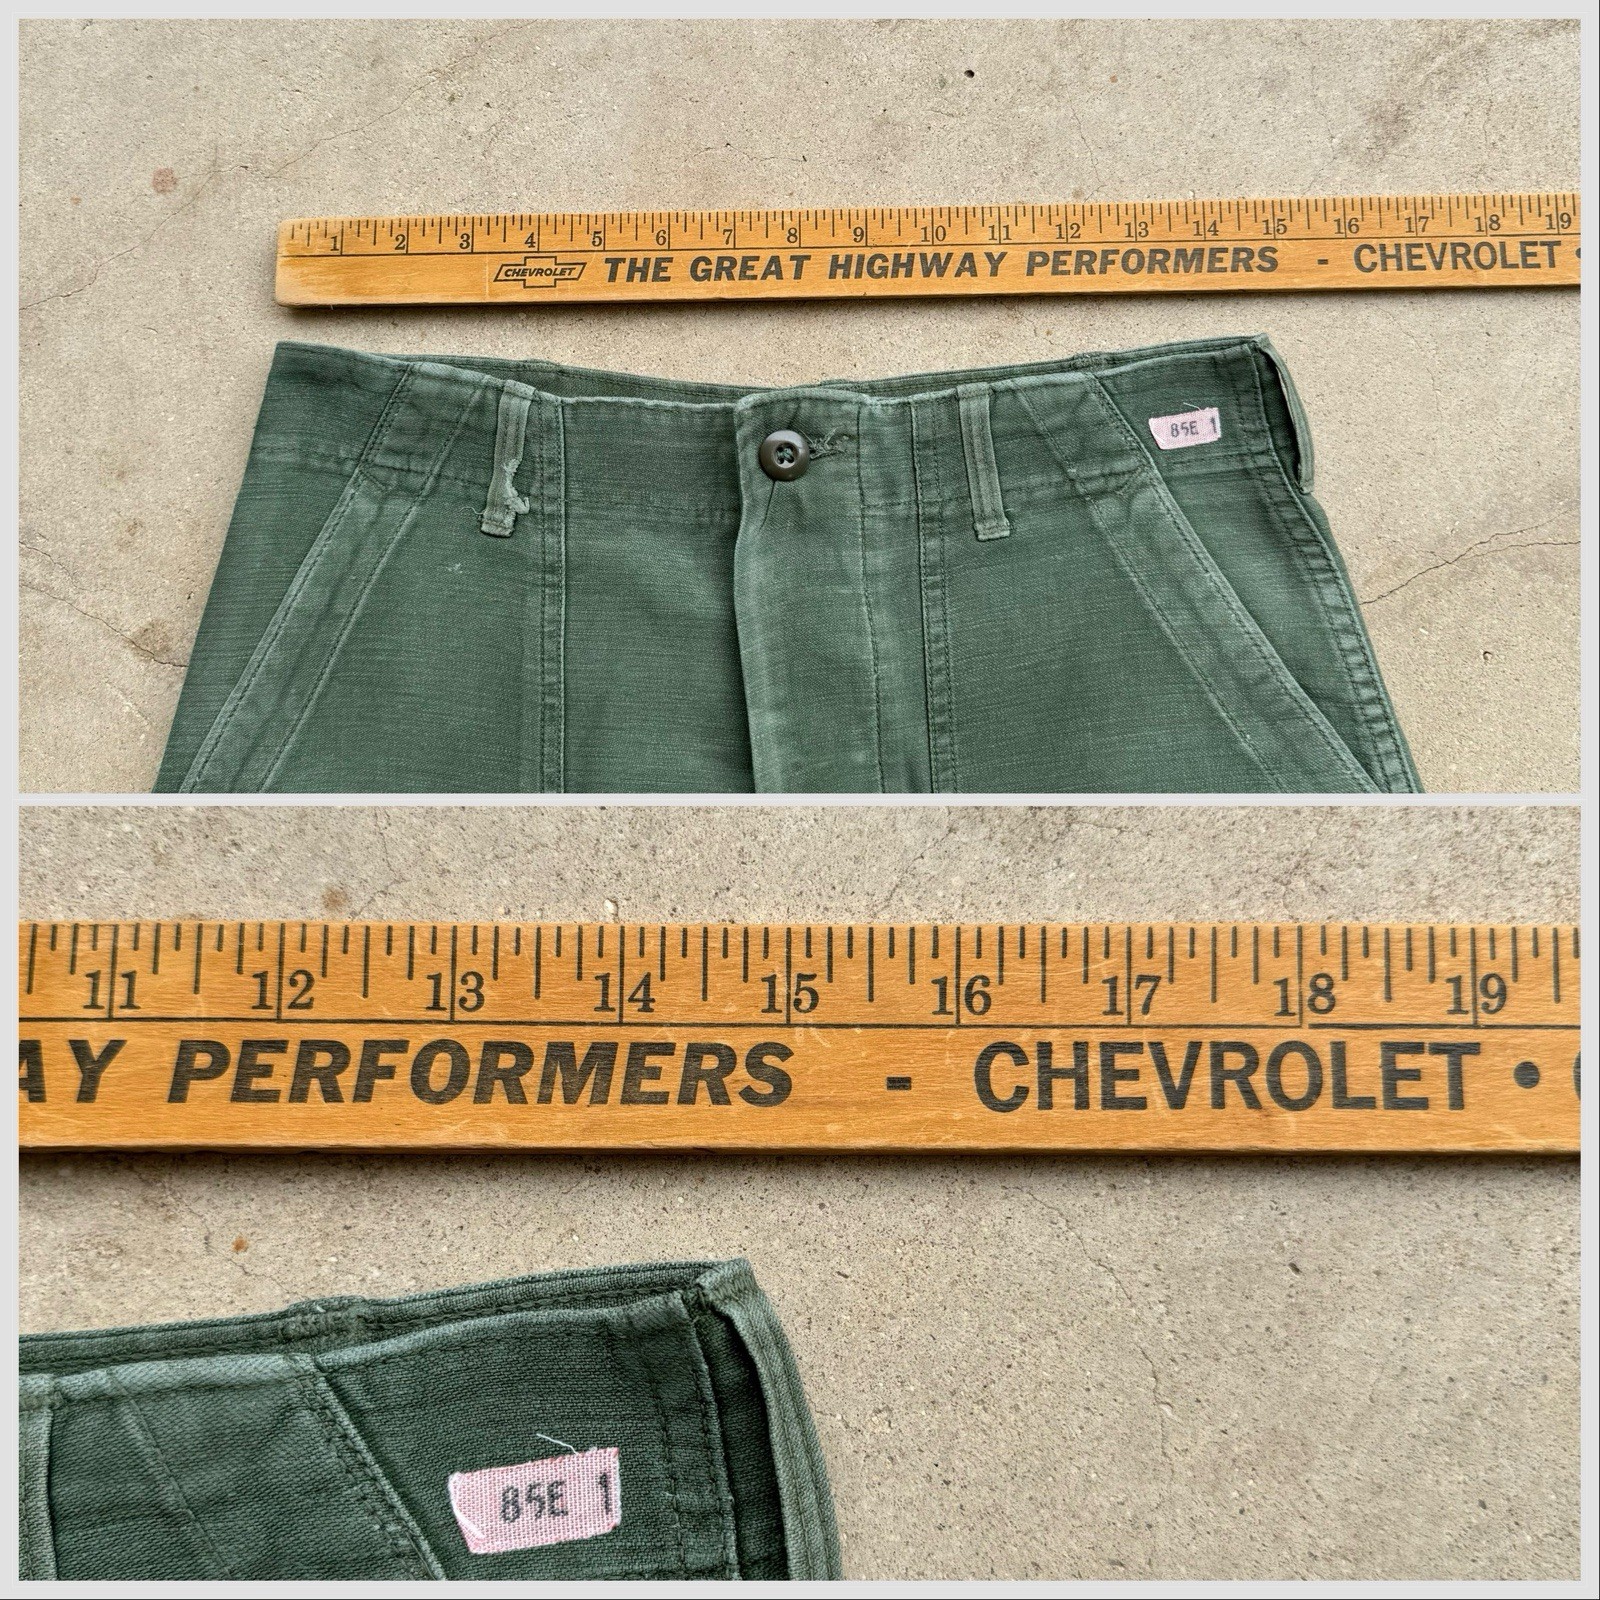 1 2 3 4 5 6 7 8 9 10 11 12 13 14 15 16 17 18 19
CHEVROLET THE GREAT HIGHWAY PERFORMERS - CHEVROLET •
85E 1
11 12 13 14 15 16 17 18 19
AY PERFORMERS - CHEVROLET •
85E 1